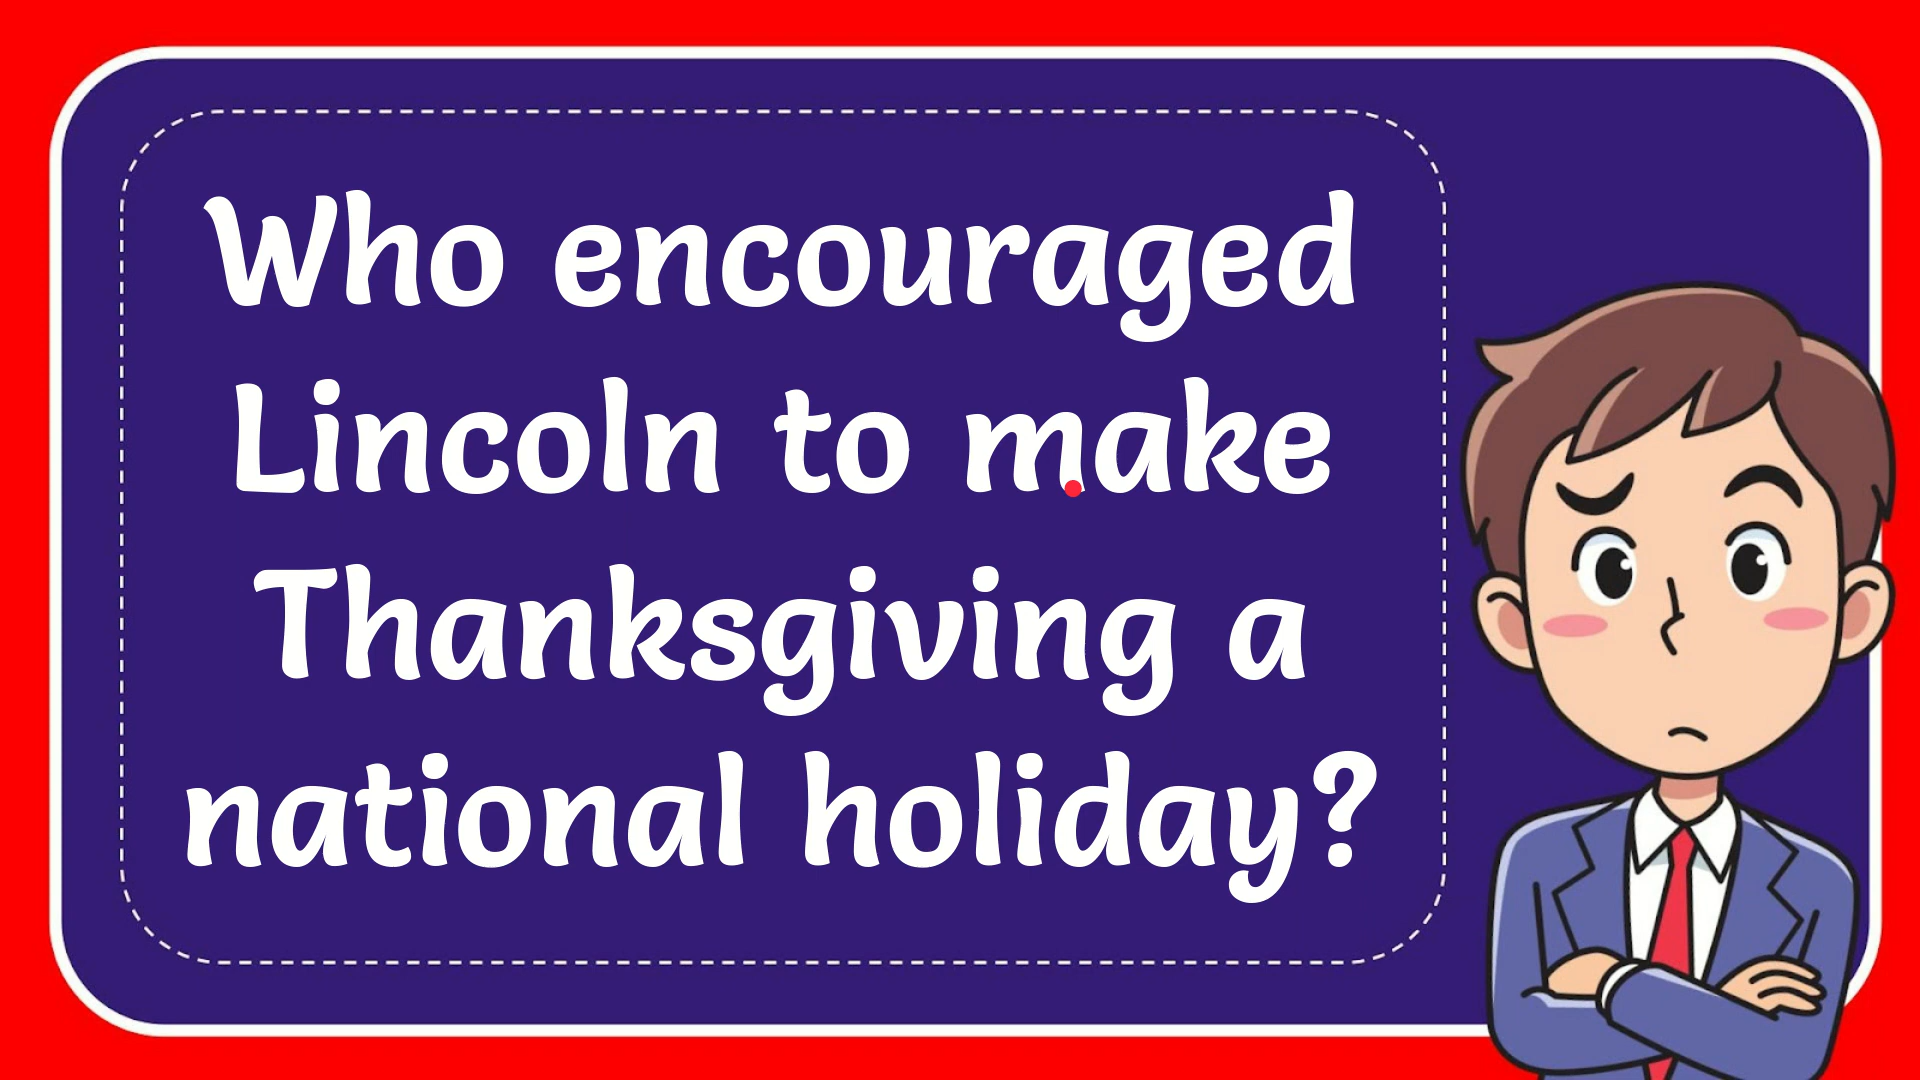 Who encouraged
Lincoln to make
Thanksgiving a
national holiday?